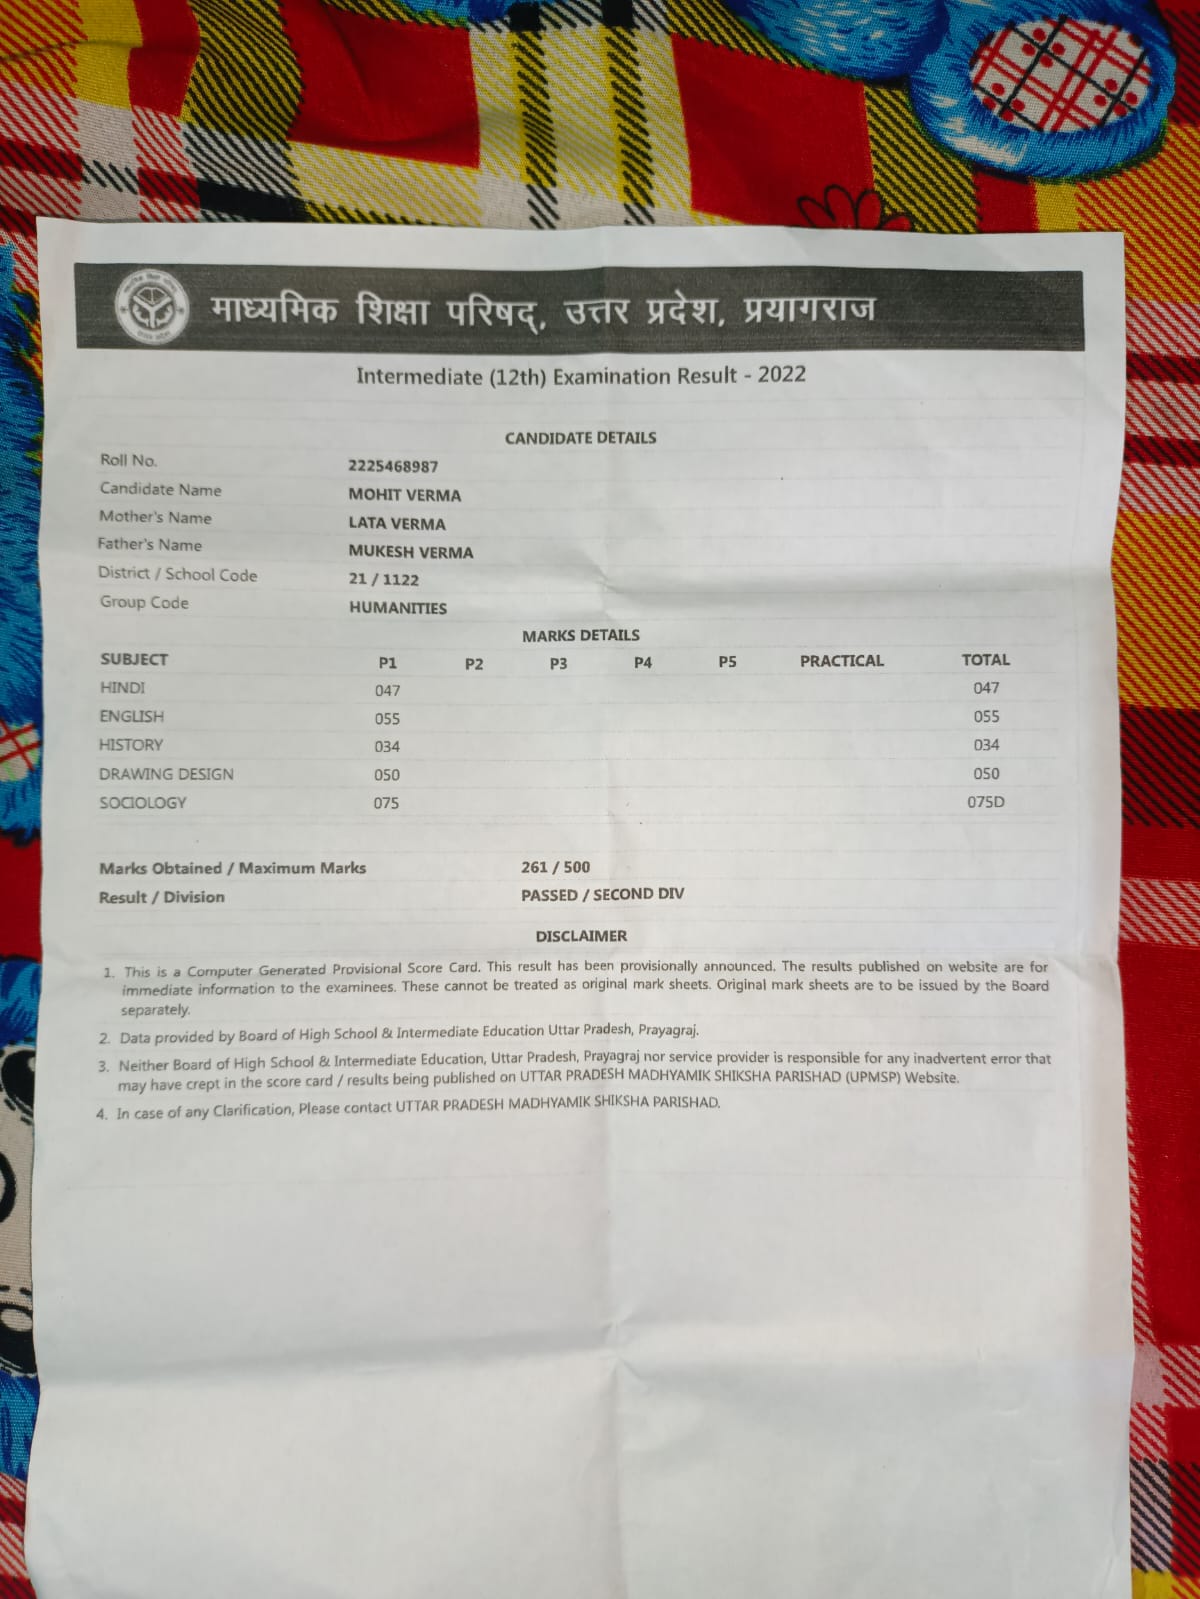 माध्यमिक शिक्षा परिषद्, उत्तर प्रदेश, प्रयागराज
Intermediate (12th) Examination Result - 2022
CANDIDATE DETAILS
Roll No. 2225468987
Candidate Name MOHIT VERMA
Mother's Name LATA VERMA
Father's Name MUKESH VERMA
District / School Code 21 / 1122
Group Code HUMANITIES
MARKS DETAILS
SUBJECT P1 P2 P3 P4 P5 PRACTICAL TOTAL
HINDI 047 047
ENGLISH 055 055
HISTORY 034 034
DRAWING DESIGN 050 050
SOCIOLOGY 075 075D
Marks Obtained / Maximum Marks 261 / 500
Result / Division PASSED / SECOND DIV
DISCLAIMER
1. This is a Computer Generated Provisional Score Card. This result has been provisionally announced. The results published on website are for
immediate information to the examinees. These cannot be treated as original mark sheets. Original mark sheets are to be issued by the Board
separately.
2. Data provided by Board of High School & Intermediate Education Uttar Pradesh, Prayagraj.
3. Neither Board of High School & Intermediate Education, Uttar Pradesh, Prayagraj nor service provider is responsible for any inadvertent error that
may have crept in the score card / results being published on UTTAR PRADESH MADHYAMIK SHIKSHA PARISHAD (UPMSP) Website.
4. In case of any Clarification, Please contact UTTAR PRADESH MADHYAMIK SHIKSHA PARISHAD.